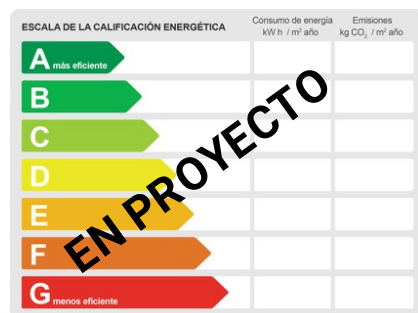 ESCALA DE LA CALIFICACIÓN ENERGÉTICA
Consumo de energía
kW h / m² año
Emisiones
kg CO₂ / m² año
A más eficiente
B
C
D
E
F
G menos eficiente
EN PROYECTO